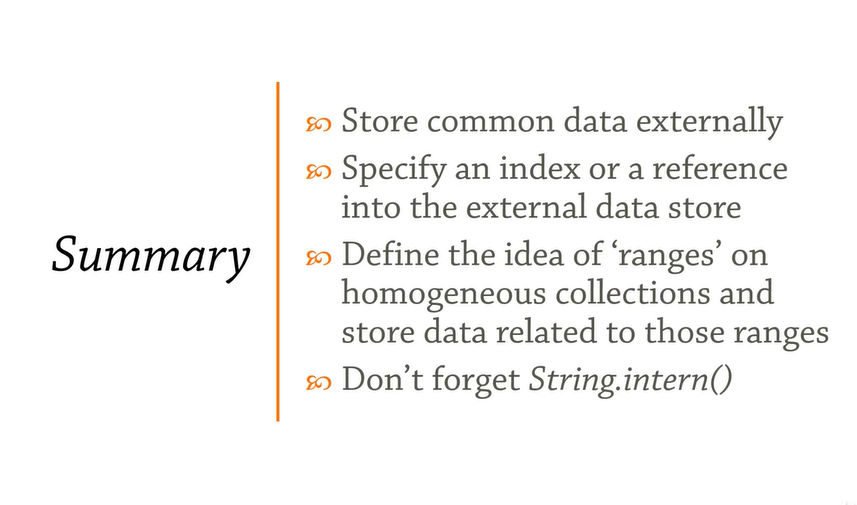 Summary
Store common data externally
Specify an index or a reference
into the external data store
Define the idea of ‘ranges’ on
homogeneous collections and
store data related to those ranges
Don’t forget String.intern()